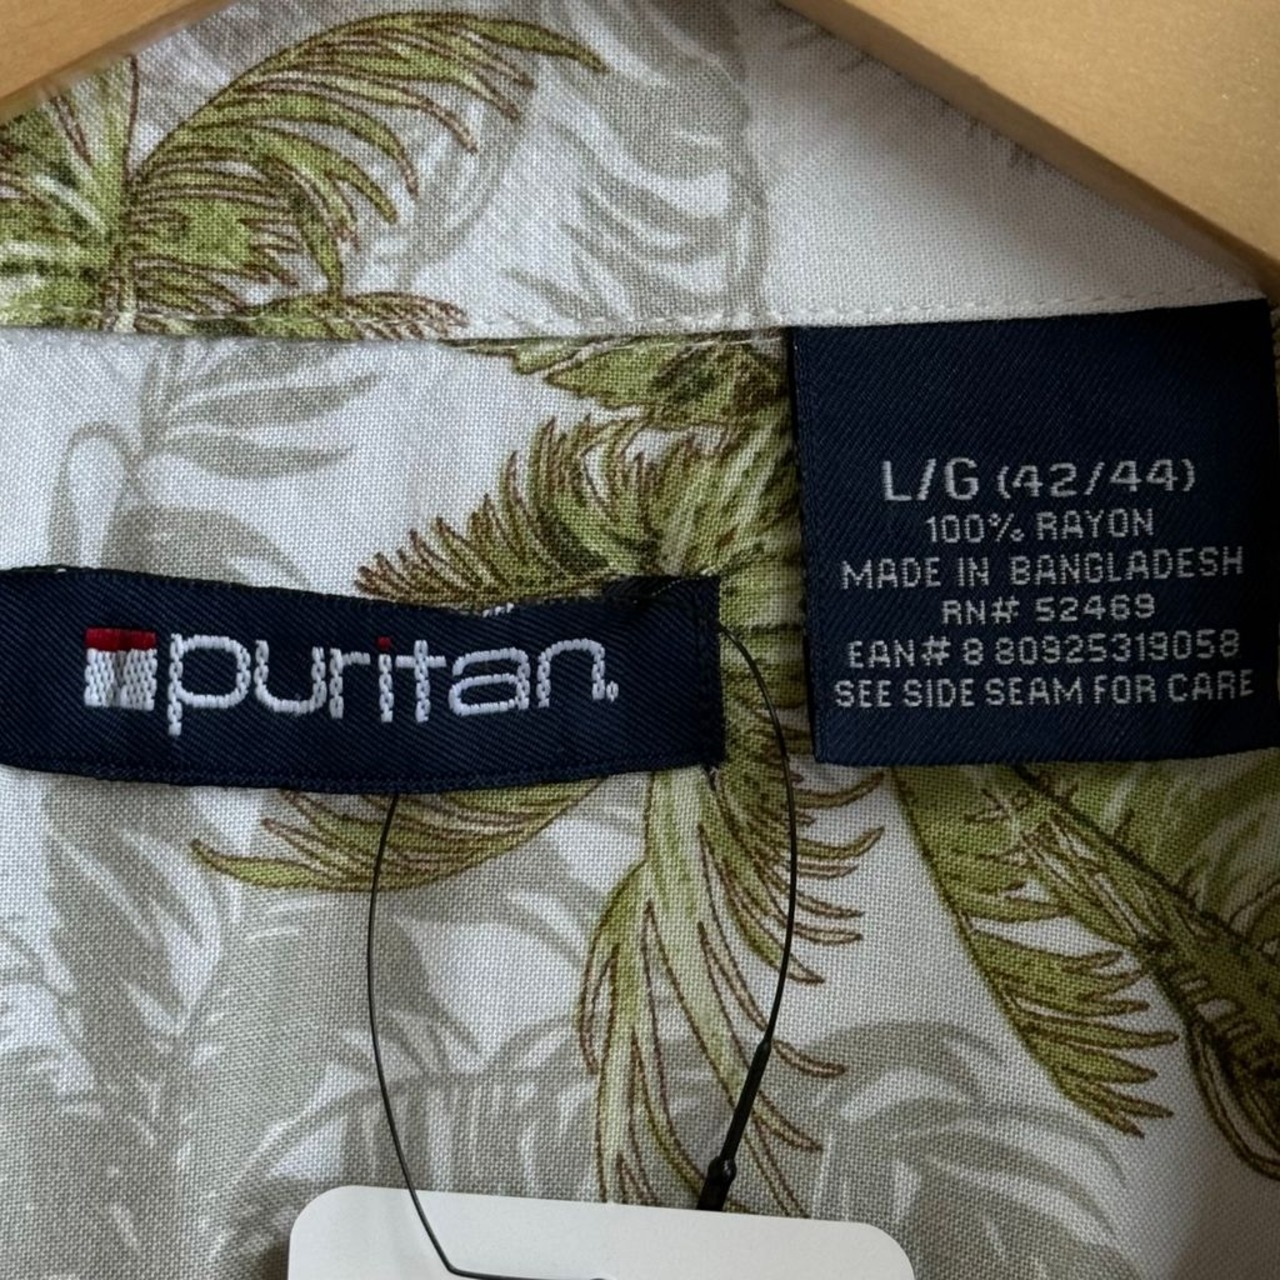 puritan
L/G (42/44)
100% RAYON
MADE IN BANGLADESH
RN# 52469
EAN# 8 80925319058
SEE SIDE SEAM FOR CARE